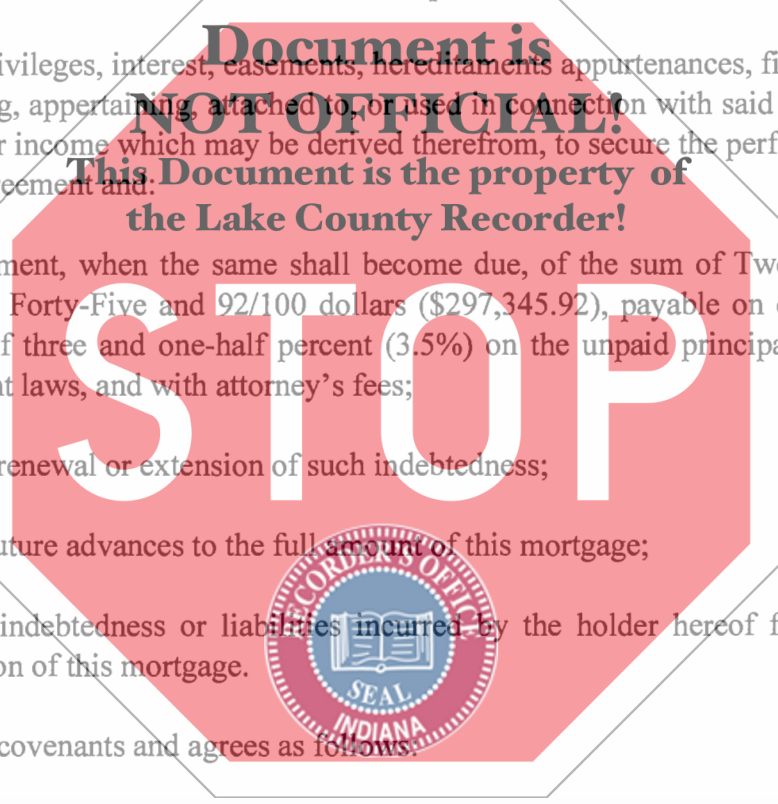 Document is
ivileges, interest, easements, hereditaments appurtenances, fi
g, appertaining, attached to, or used in connection with said
NOT OFFICIAL!
r income which may be derived therefrom, to secure the perf
This Document is the property of
reement and:
the Lake County Recorder!
ment, when the same shall become due, of the sum of Tw
Forty-Five and 92/100 dollars ($297,345.92), payable on
f three and one-half percent (3.5%) on the unpaid principa
nt laws, and with attorney's fees;
STOP
renewal or extension of such indebtedness;
uture advances to the full amount of this mortgage;
RECORDER'S OFFICE
indebtedness or liabilities incurred by the holder hereof f
on of this mortgage.
SEAL
INDIANA
covenants and agrees as follows: